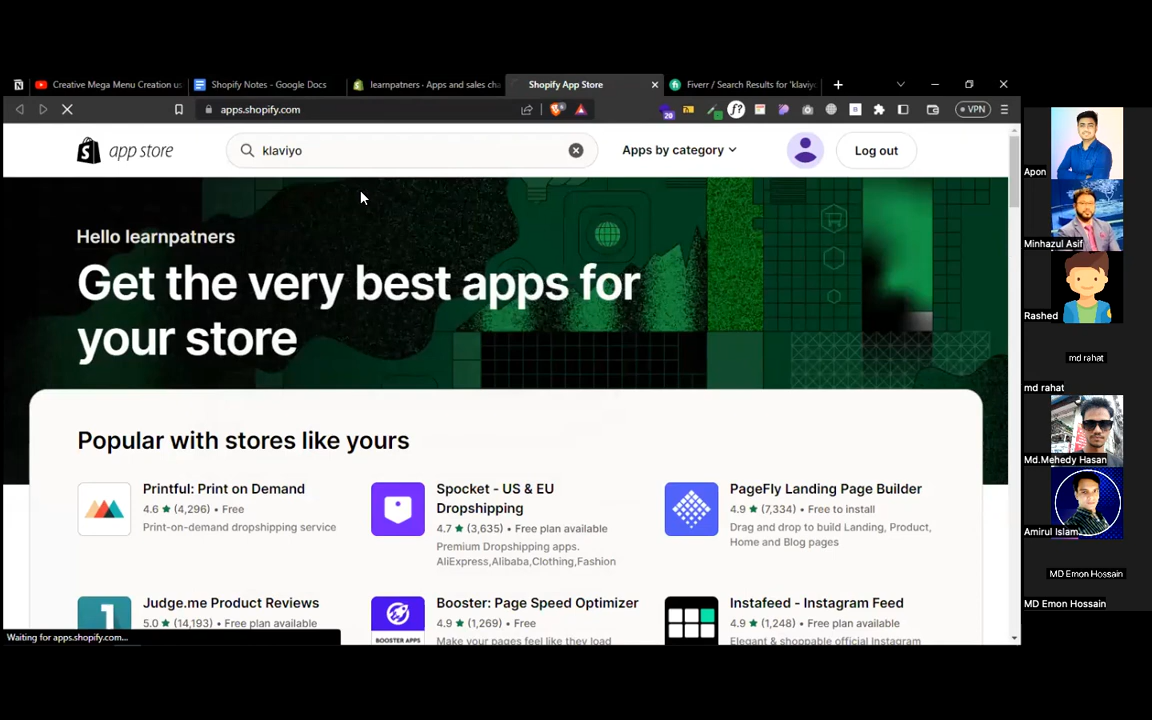 Creative Mega Menu Creation us
Shopify Notes - Google Docs
learnpatners - Apps and sales cha
Shopify App Store
Fiverr / Search Results for 'klaviyo
apps.shopify.com
20
VPN
app store
klaviyo
Apps by category
Log out
Hello learnpatners
Get the very best apps for
your store
Popular with stores like yours
Printful: Print on Demand
4.6 ★ (4,296) • Free
Print-on-demand dropshipping service
Spocket - US & EU
Dropshipping
4.7 ★ (3,635) • Free plan available
Premium Dropshipping apps.
AliExpress,Alibaba,Clothing,Fashion
PageFly Landing Page Builder
4.9 ★ (7,334) • Free to install
Drag and drop to build Landing, Product,
Home and Blog pages
Judge.me Product Reviews
5.0 ★ (14,193) • Free plan available
BOOSTER APPS
Booster: Page Speed Optimizer
4.9 ★ (1,269) • Free
Make your pages feel like they load
Instafeed - Instagram Feed
4.9 ★ (1,248) • Free plan available
Elegant & shoppable official Instagram
Waiting for apps.shopify.com...
Apon
Minhazul Asif
Rashed
md rahat
md rahat
Md.Mehedy Hasan
Amirul Islam
MD Emon Hossain
MD Emon Hossain